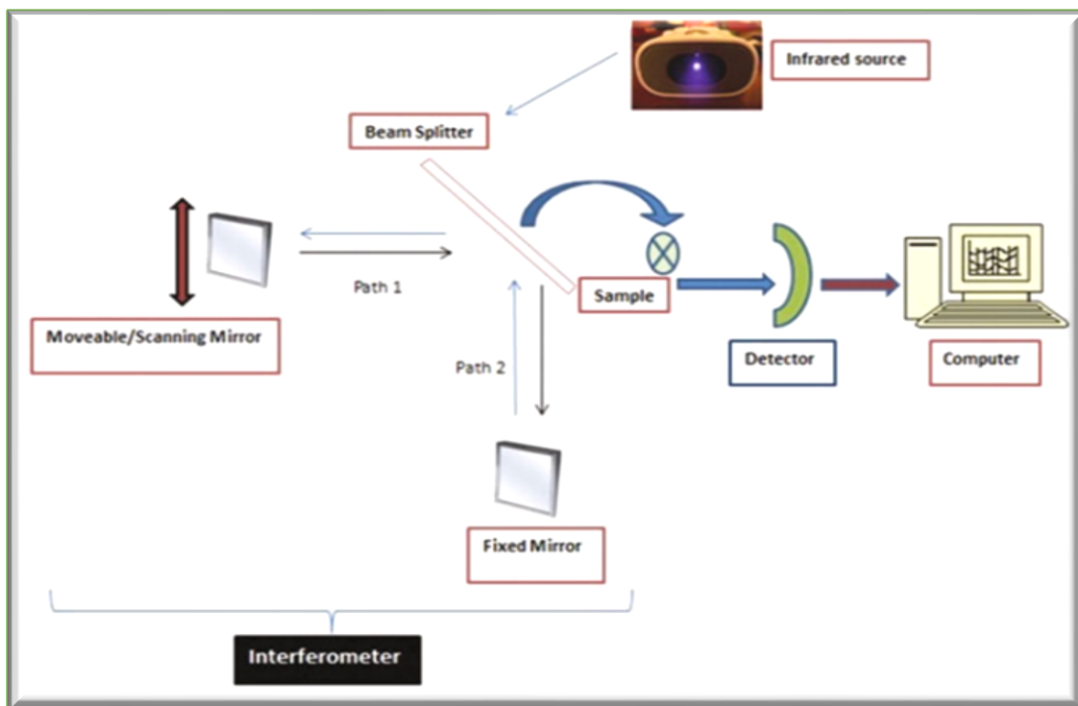 Infrared source
Beam Splitter
Path 1
Sample
Moveable/Scanning Mirror
Detector
Computer
Path 2
Fixed Mirror
Interferometer